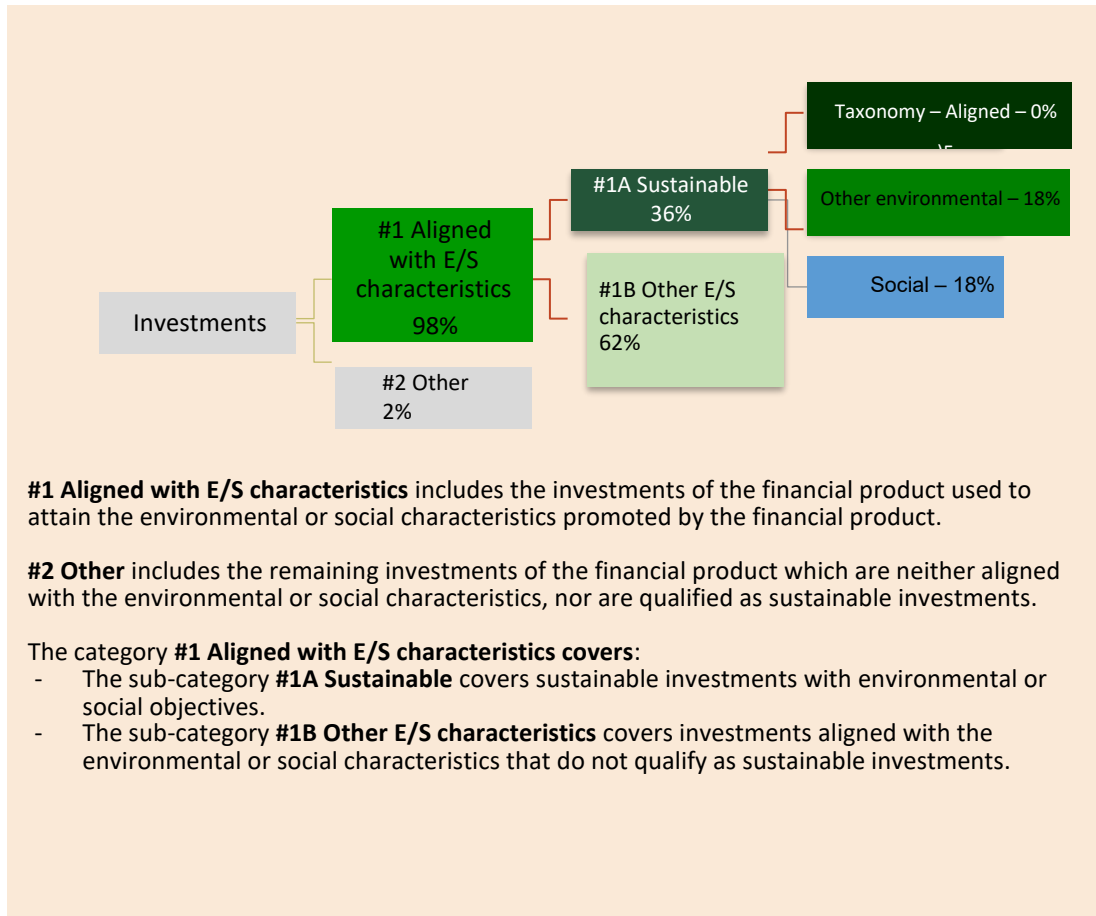 Taxonomy – Aligned – 0%
#1A Sustainable
36%
Other environmental – 18%
#1 Aligned
with E/S
characteristics
98%
#1B Other E/S
characteristics
62%
Social – 18%
Investments
#2 Other
2%
#1 Aligned with E/S characteristics includes the investments of the financial product used to
attain the environmental or social characteristics promoted by the financial product.
#2 Other includes the remaining investments of the financial product which are neither aligned
with the environmental or social characteristics, nor are qualified as sustainable investments.
The category #1 Aligned with E/S characteristics covers:
- The sub-category #1A Sustainable covers sustainable investments with environmental or
social objectives.
- The sub-category #1B Other E/S characteristics covers investments aligned with the
environmental or social characteristics that do not qualify as sustainable investments.